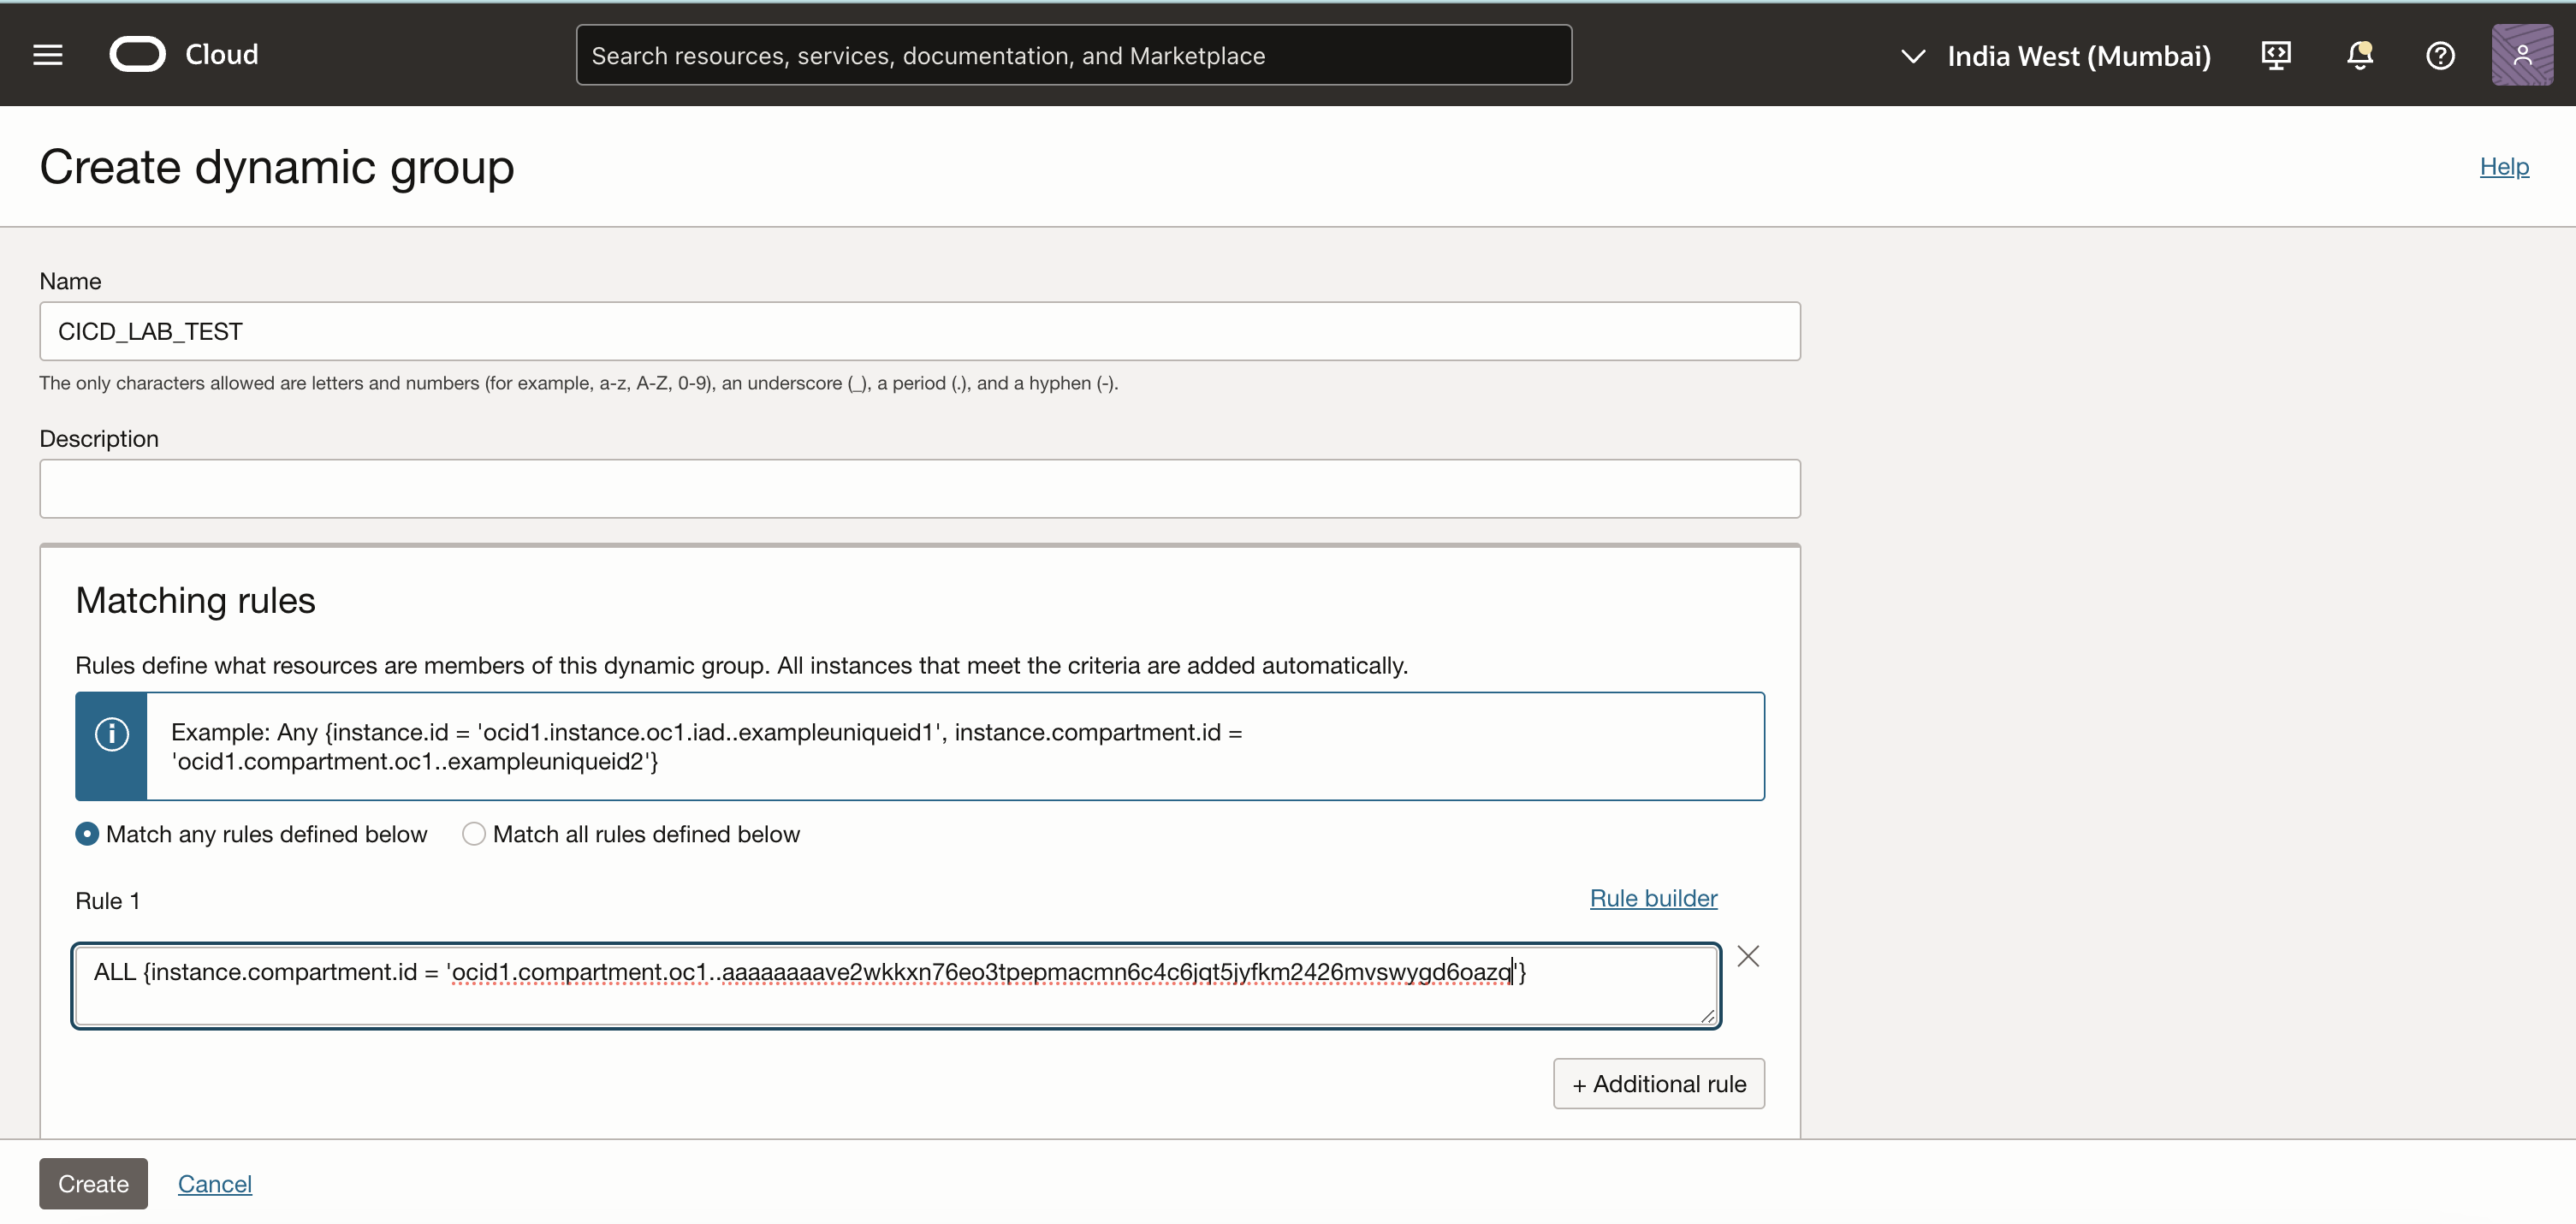 Cloud
Search resources, services, documentation, and Marketplace
India West (Mumbai)
Create dynamic group
Help
Name
CICD_LAB_TEST
The only characters allowed are letters and numbers (for example, a-z, A-Z, 0-9), an underscore (_), a period (.), and a hyphen (-).
Description
Matching rules
Rules define what resources are members of this dynamic group. All instances that meet the criteria are added automatically.
Example: Any {instance.id = 'ocid1.instance.oc1.iad..exampleuniqueid1', instance.compartment.id =
'ocid1.compartment.oc1..exampleuniqueid2'}
Match any rules defined below
Match all rules defined below
Rule 1
Rule builder
ALL {instance.compartment.id = 'ocid1.compartment.oc1..aaaaaaaave2wkkxn76eo3tpepmacmn6c4c6jqt5jyfkm2426mvswygd6oazq'}
+ Additional rule
Create
Cancel